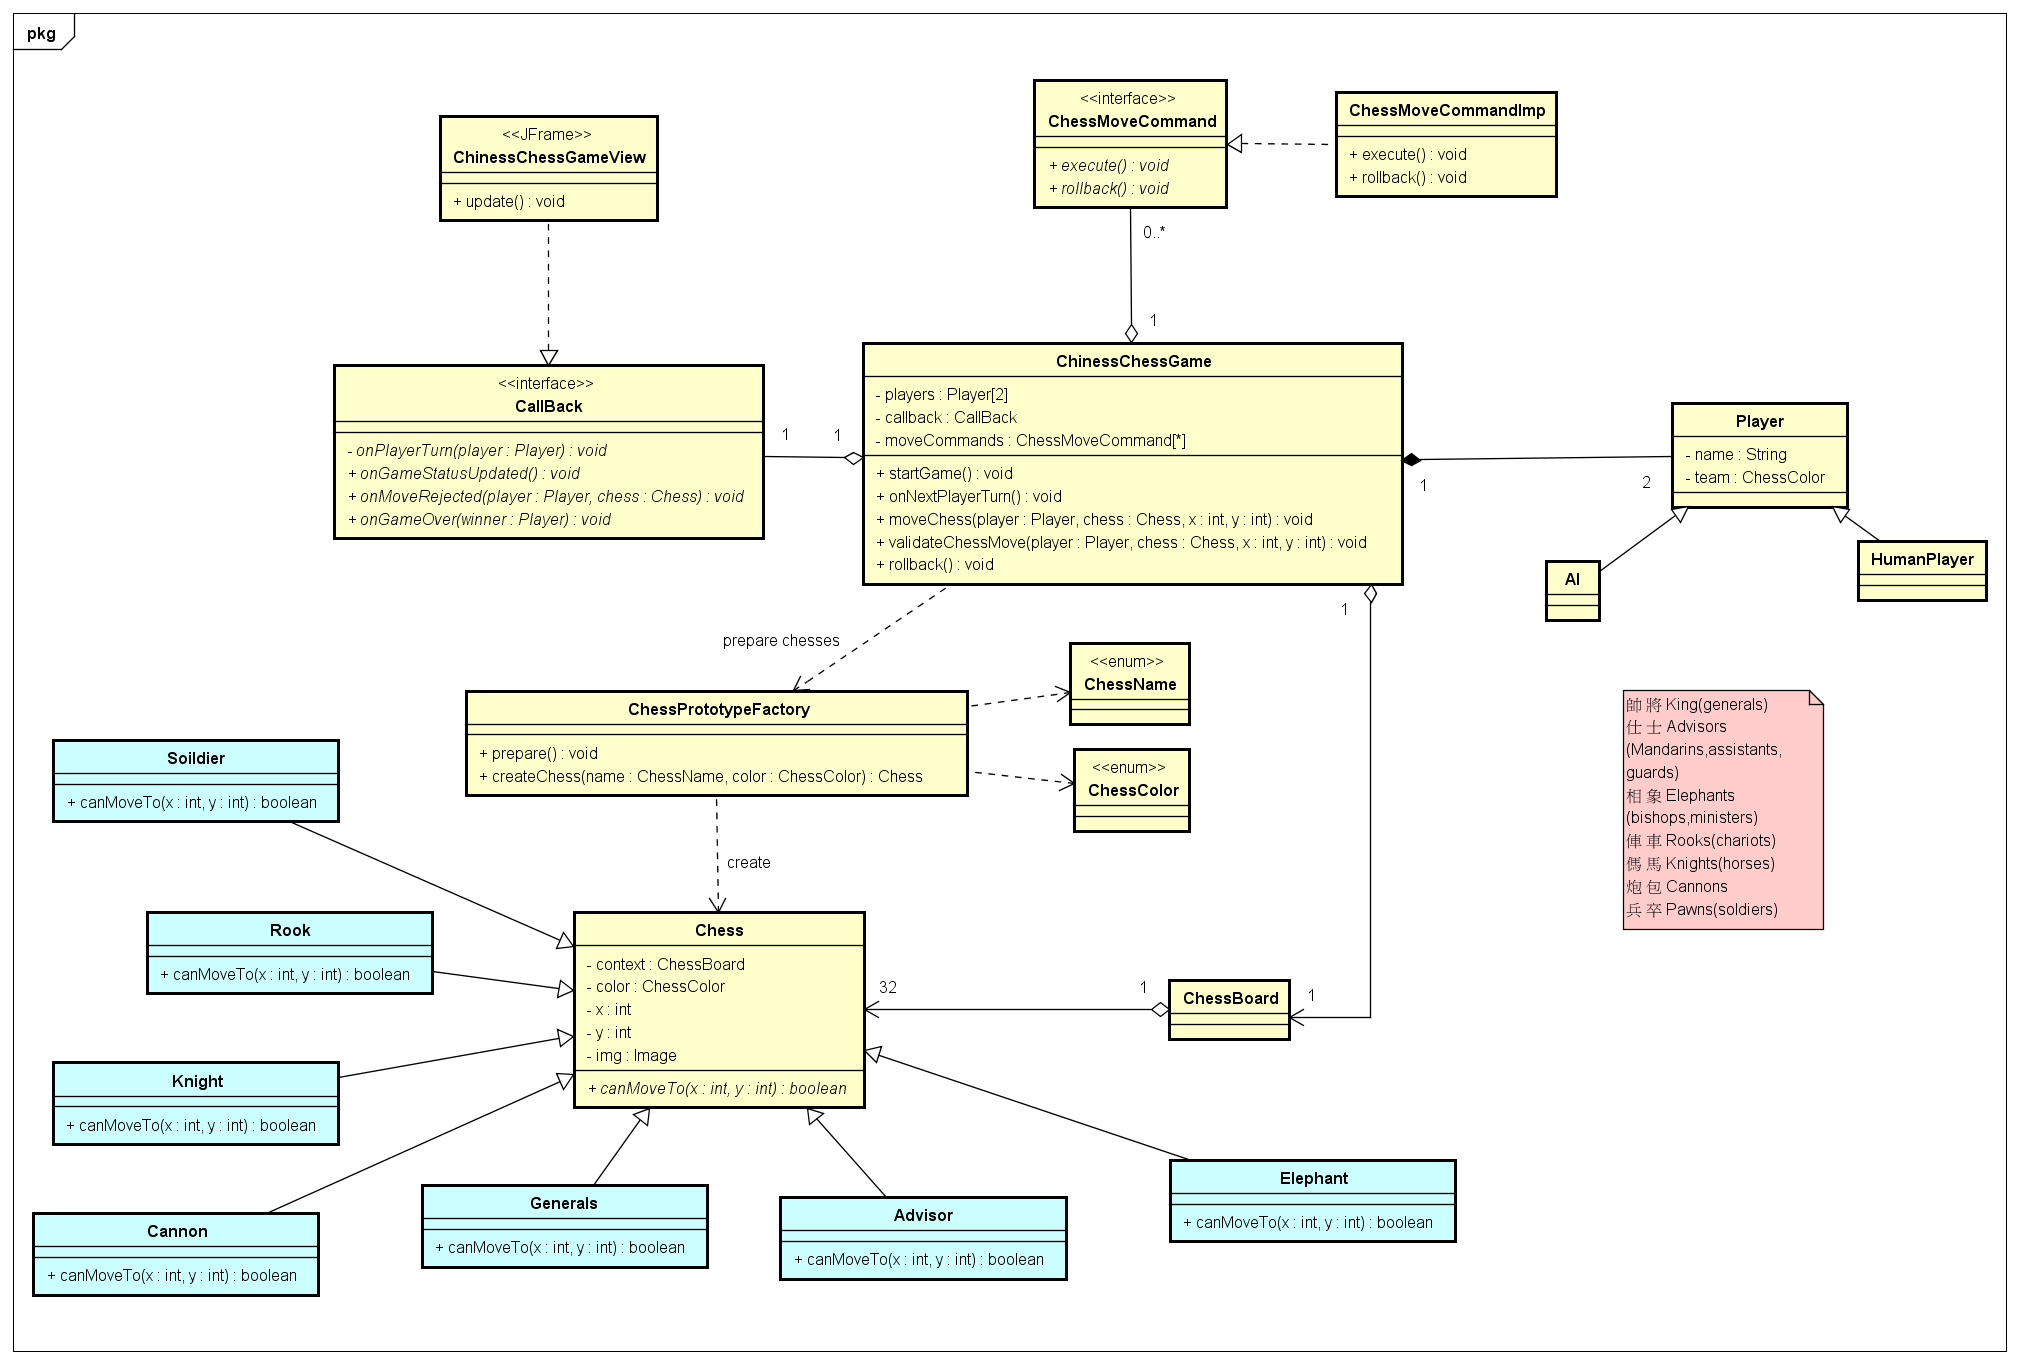 pkg
<<JFrame>>
ChinessChessGameView
+ update() : void
<<interface>>
ChessMoveCommand
+ execute() : void
+ rollback() : void
ChessMoveCommandImp
+ execute() : void
+ rollback() : void
0..*
1
<<interface>>
CallBack
- onPlayerTurn(player : Player) : void
+ onGameStatusUpdated() : void
+ onMoveRejected(player : Player, chess : Chess) : void
+ onGameOver(winner : Player) : void
1
1
ChinessChessGame
- players : Player[2]
- callback : CallBack
- moveCommands : ChessMoveCommand[*]
+ startGame() : void
+ onNextPlayerTurn() : void
+ moveChess(player : Player, chess : Chess, x : int, y : int) : void
+ validateChessMove(player : Player, chess : Chess, x : int, y : int) : void
+ rollback() : void
1
2
Player
- name : String
- team : ChessColor
AI
HumanPlayer
1
prepare chesses
<<enum>>
ChessName
<<enum>>
ChessColor
ChessPrototypeFactory
+ prepare() : void
+ createChess(name : ChessName, color : ChessColor) : Chess
create
帥 將 King(generals)
仕 士 Advisors
(Mandarins,assistants,
guards)
相 象 Elephants
(bishops,ministers)
俥 車 Rooks(chariots)
傌 馬 Knights(horses)
炮 包 Cannons
兵 卒 Pawns(soldiers)
Soildier
+ canMoveTo(x : int, y : int) : boolean
Rook
+ canMoveTo(x : int, y : int) : boolean
Chess
- context : ChessBoard
- color : ChessColor
- x : int
- y : int
- img : Image
+ canMoveTo(x : int, y : int) : boolean
32
1
ChessBoard
1
Knight
+ canMoveTo(x : int, y : int) : boolean
Cannon
+ canMoveTo(x : int, y : int) : boolean
Generals
+ canMoveTo(x : int, y : int) : boolean
Advisor
+ canMoveTo(x : int, y : int) : boolean
Elephant
+ canMoveTo(x : int, y : int) : boolean